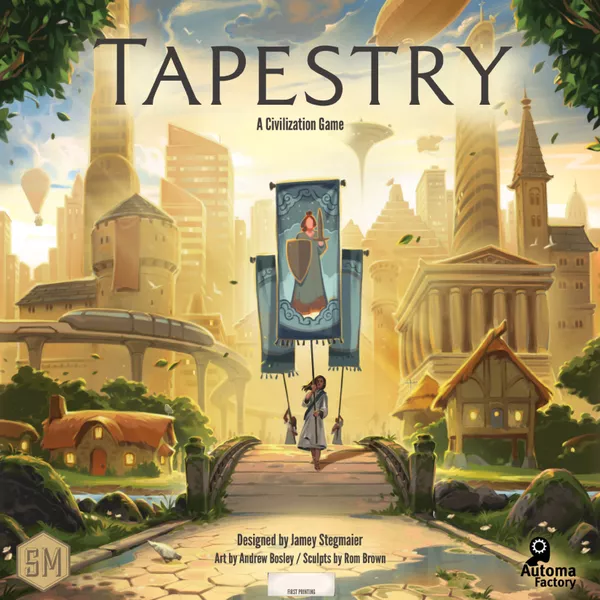 TAPESTRY
A Civilization Game
Designed by Jamey Stegmaier
Art by Andrew Bosley / Sculpts by Rom Brown
SM
Automa
Factory
FIRST PRINTING